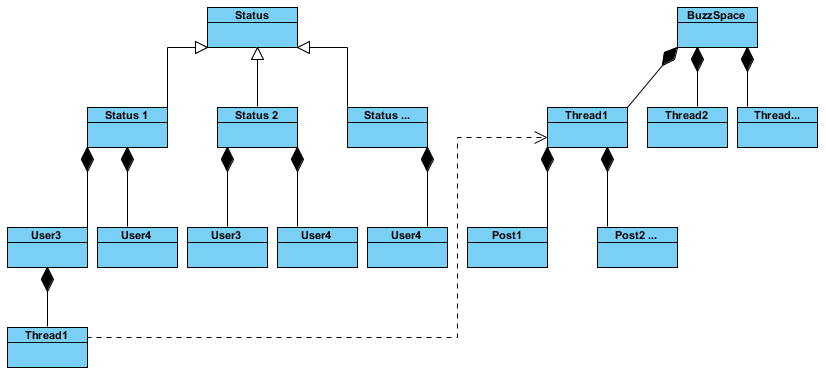 Status
BuzzSpace
Status 1
Status 2
Status ...
Thread1
Thread2
Thread...
User3
User4
User3
User4
User4
Post1
Post2 ...
Thread1